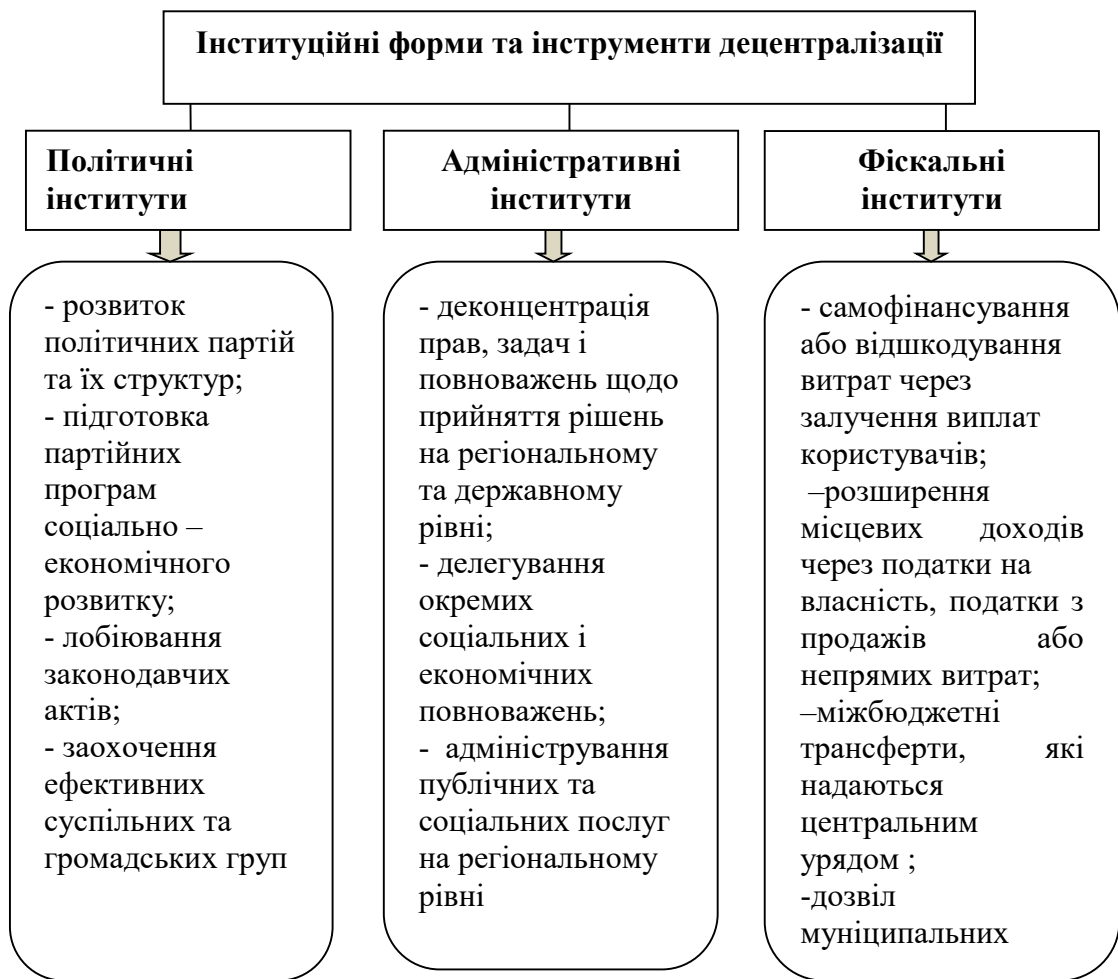 Інституційні форми та інструменти децентралізації
Політичні
інститути
Адміністративні
інститути
Фіскальні
інститути
- розвиток
політичних партій
та їх структур;
- підготовка
партійних
програм
соціально –
економічного
розвитку;
- лобіювання
законодавчих
актів;
- заохочення
ефективних
суспільних та
громадських груп
- деконцентрація
прав, задач і
повноважень щодо
прийняття рішень
на регіональному
та державному
рівні;
- делегування
окремих
соціальних і
економічних
повноважень;
- адміністрування
публічних та
соціальних послуг
на регіональному
рівні
- самофінансування
або відшкодування
витрат через
залучення виплат
користувачів;
–розширення
місцевих доходів
через податки на
власність, податки з
продажів або
непрямих витрат;
–міжбюджетні
трансферти, які
надаються
центральним
урядом ;
-дозвіл
муніципальних